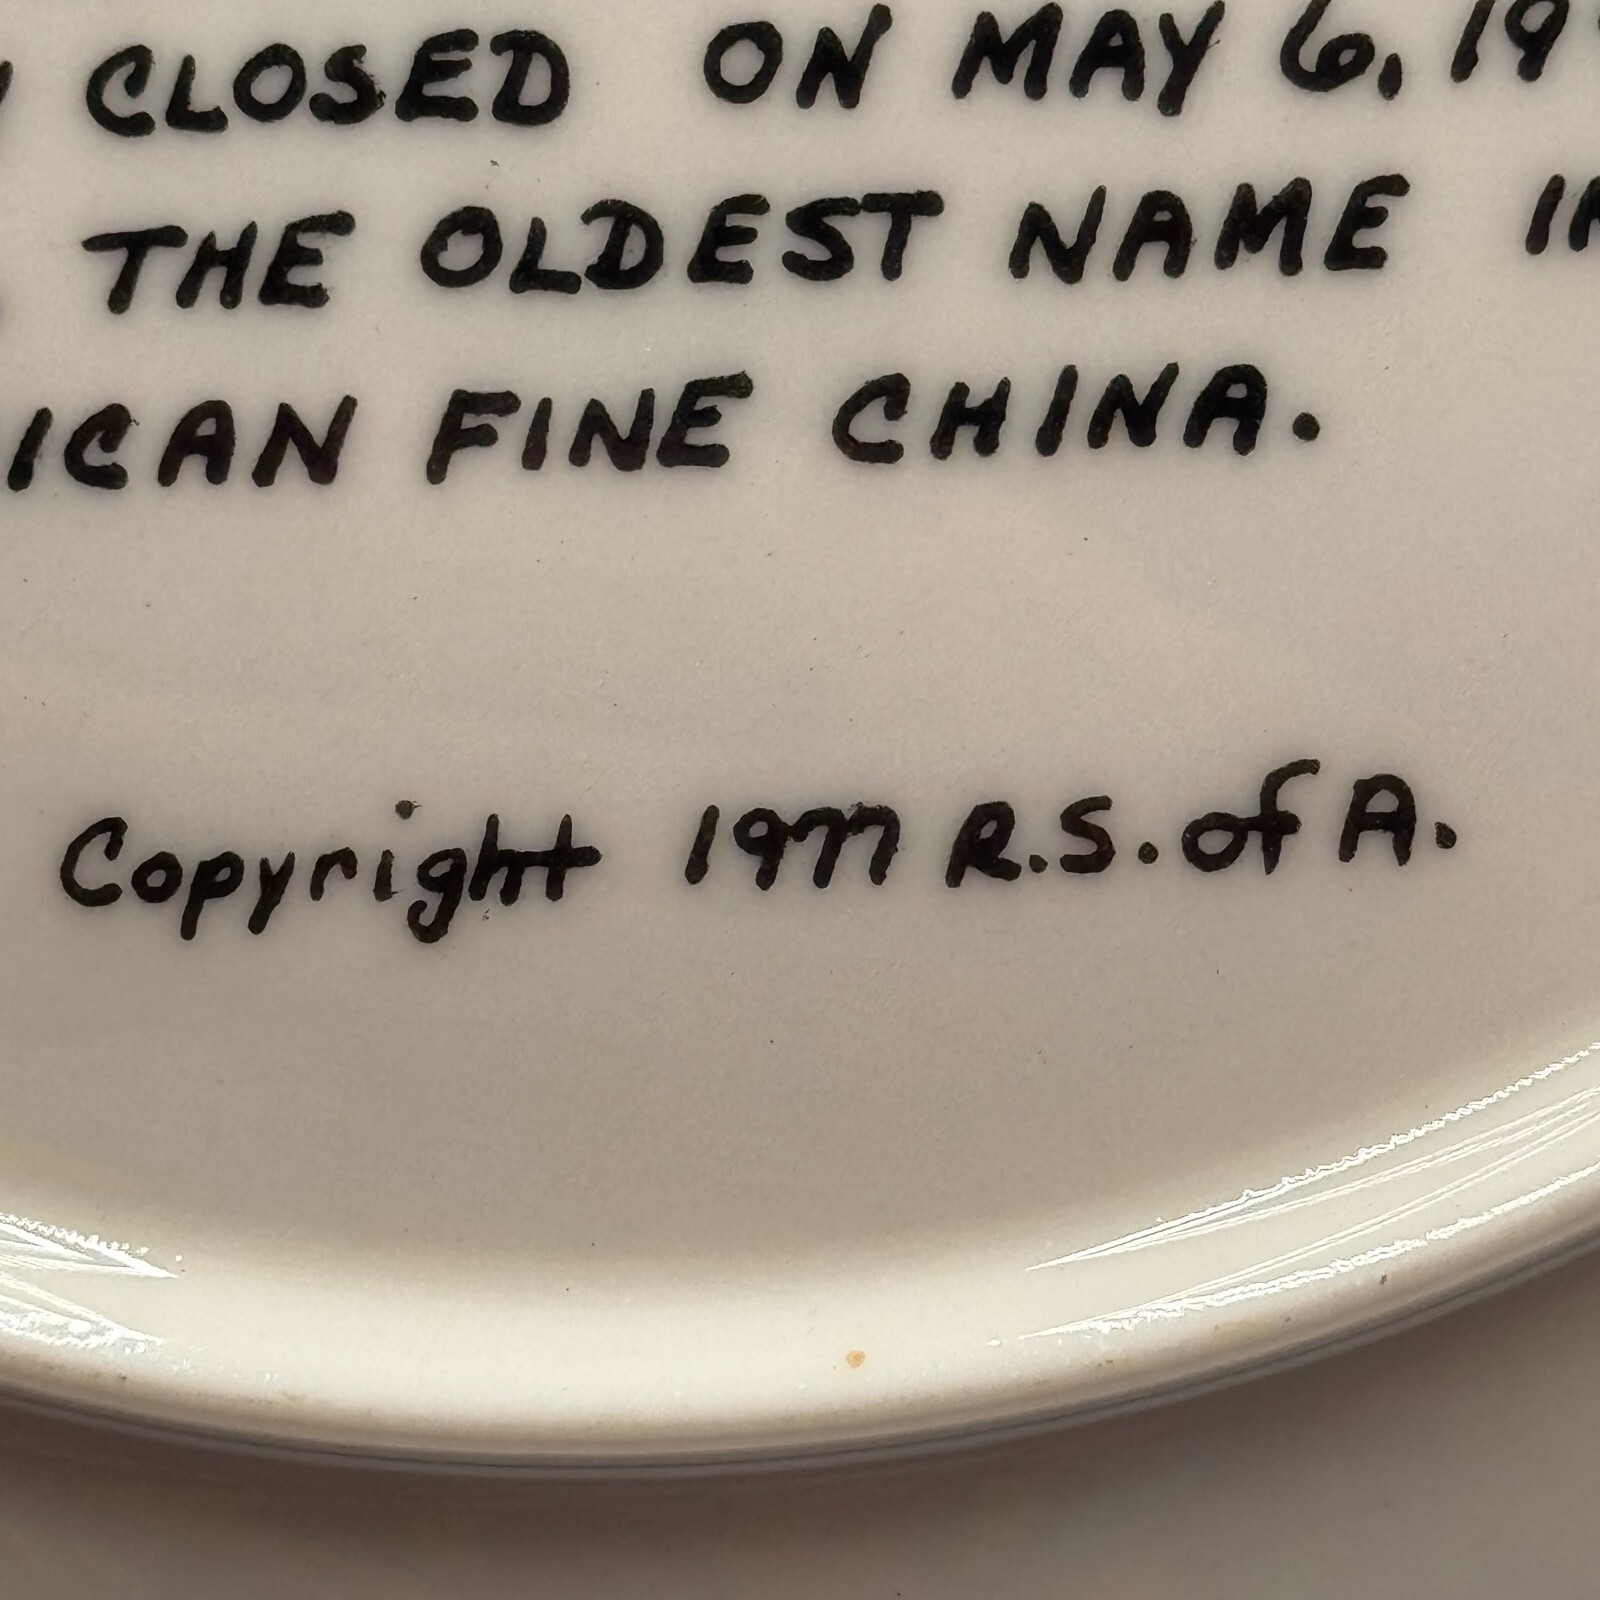 CLOSED ON MAY 6, 19
THE OLDEST NAME IN
ICAN FINE CHINA.
Copyright 1977 R.S. of A.